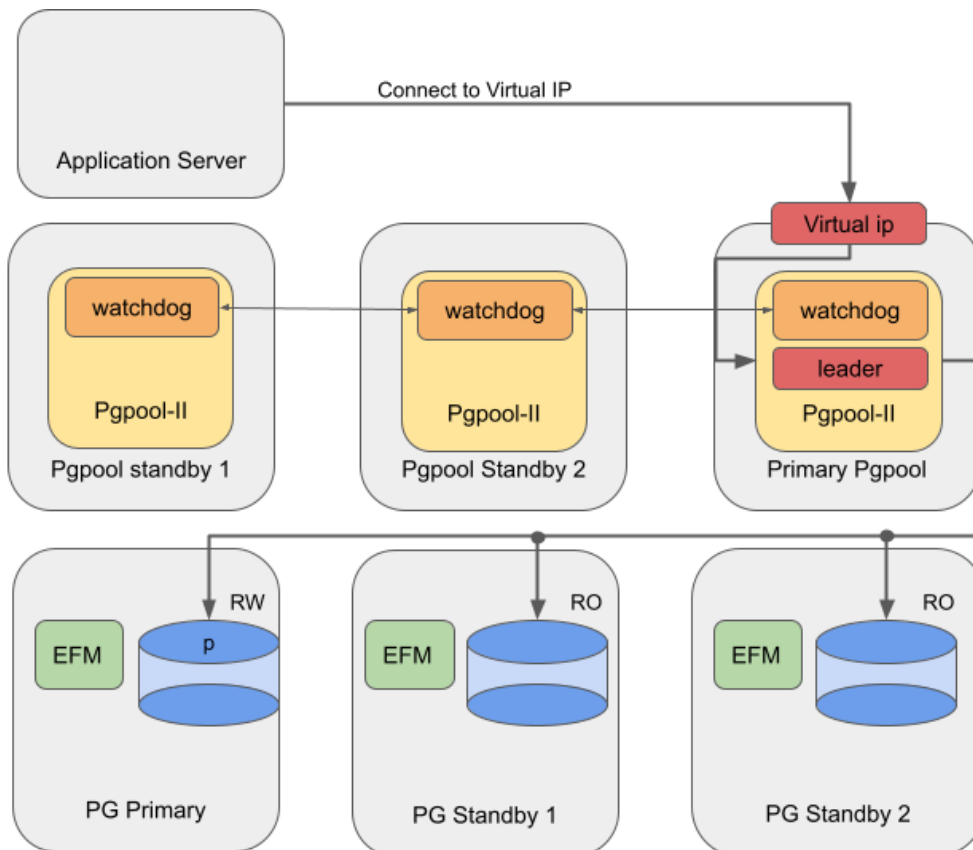 Connect to Virtual IP
Application Server
Virtual ip
watchdog
watchdog
watchdog
leader
Pgpool-II
Pgpool-II
Pgpool-II
Pgpool standby 1
Pgpool Standby 2
Primary Pgpool
RW
RO
RO
p
EFM
EFM
EFM
PG Primary
PG Standby 1
PG Standby 2